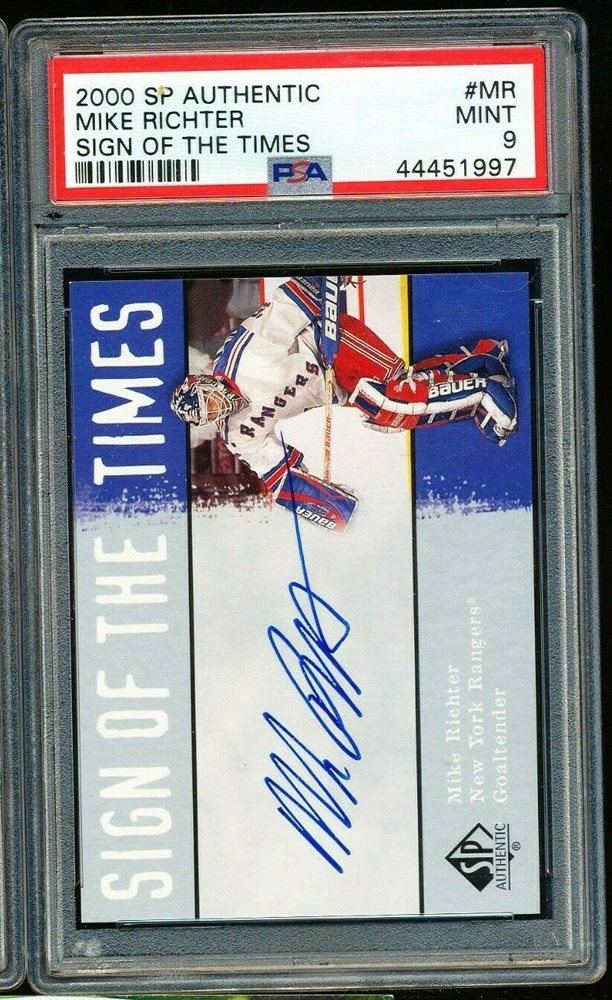 2000 SP AUTHENTIC #MR
MIKE RICHTER MINT
SIGN OF THE TIMES 9
PSA 44451997
SIGN OF THE TIMES
RANGERS
BAUER
BAUER
BAUER
BAUER
Mike Richter
New York Rangers®
Goaltender
SP
AUTHENTIC®